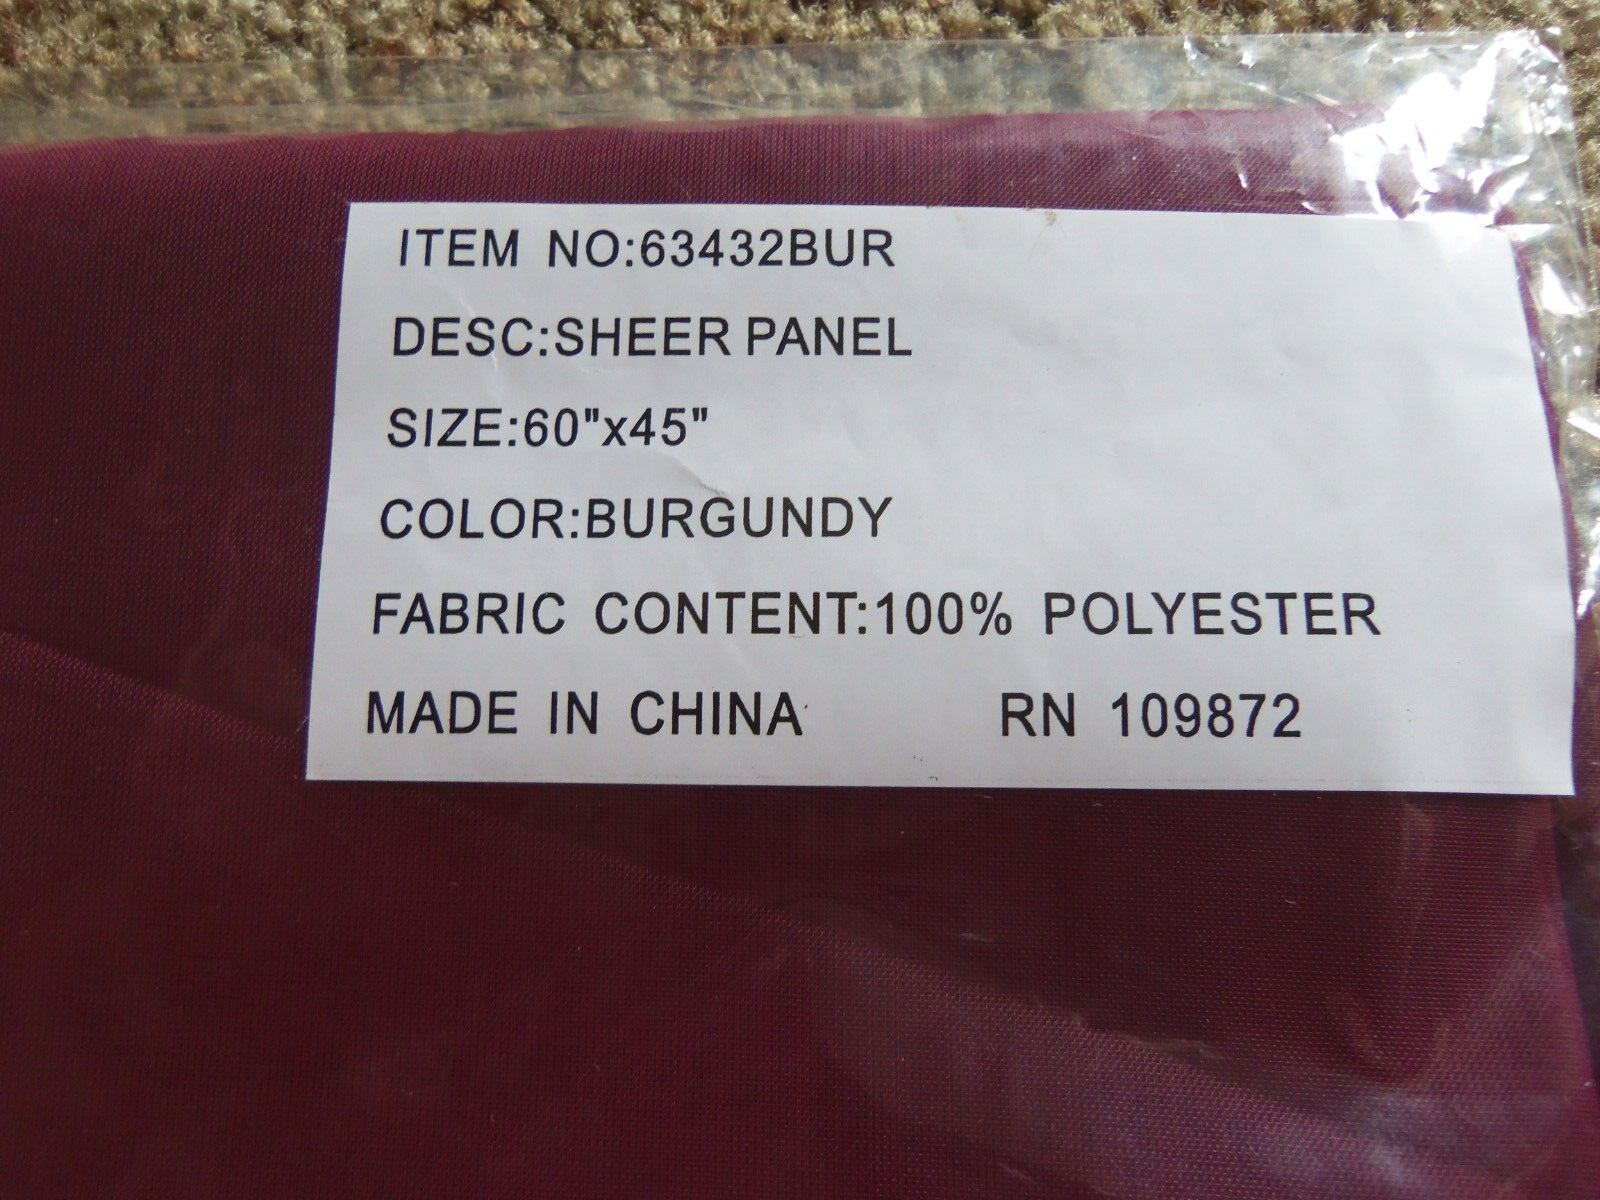 ITEM NO:63432BUR
DESC:SHEER PANEL
SIZE:60"x45"
COLOR:BURGUNDY
FABRIC CONTENT:100% POLYESTER
MADE IN CHINA RN 109872